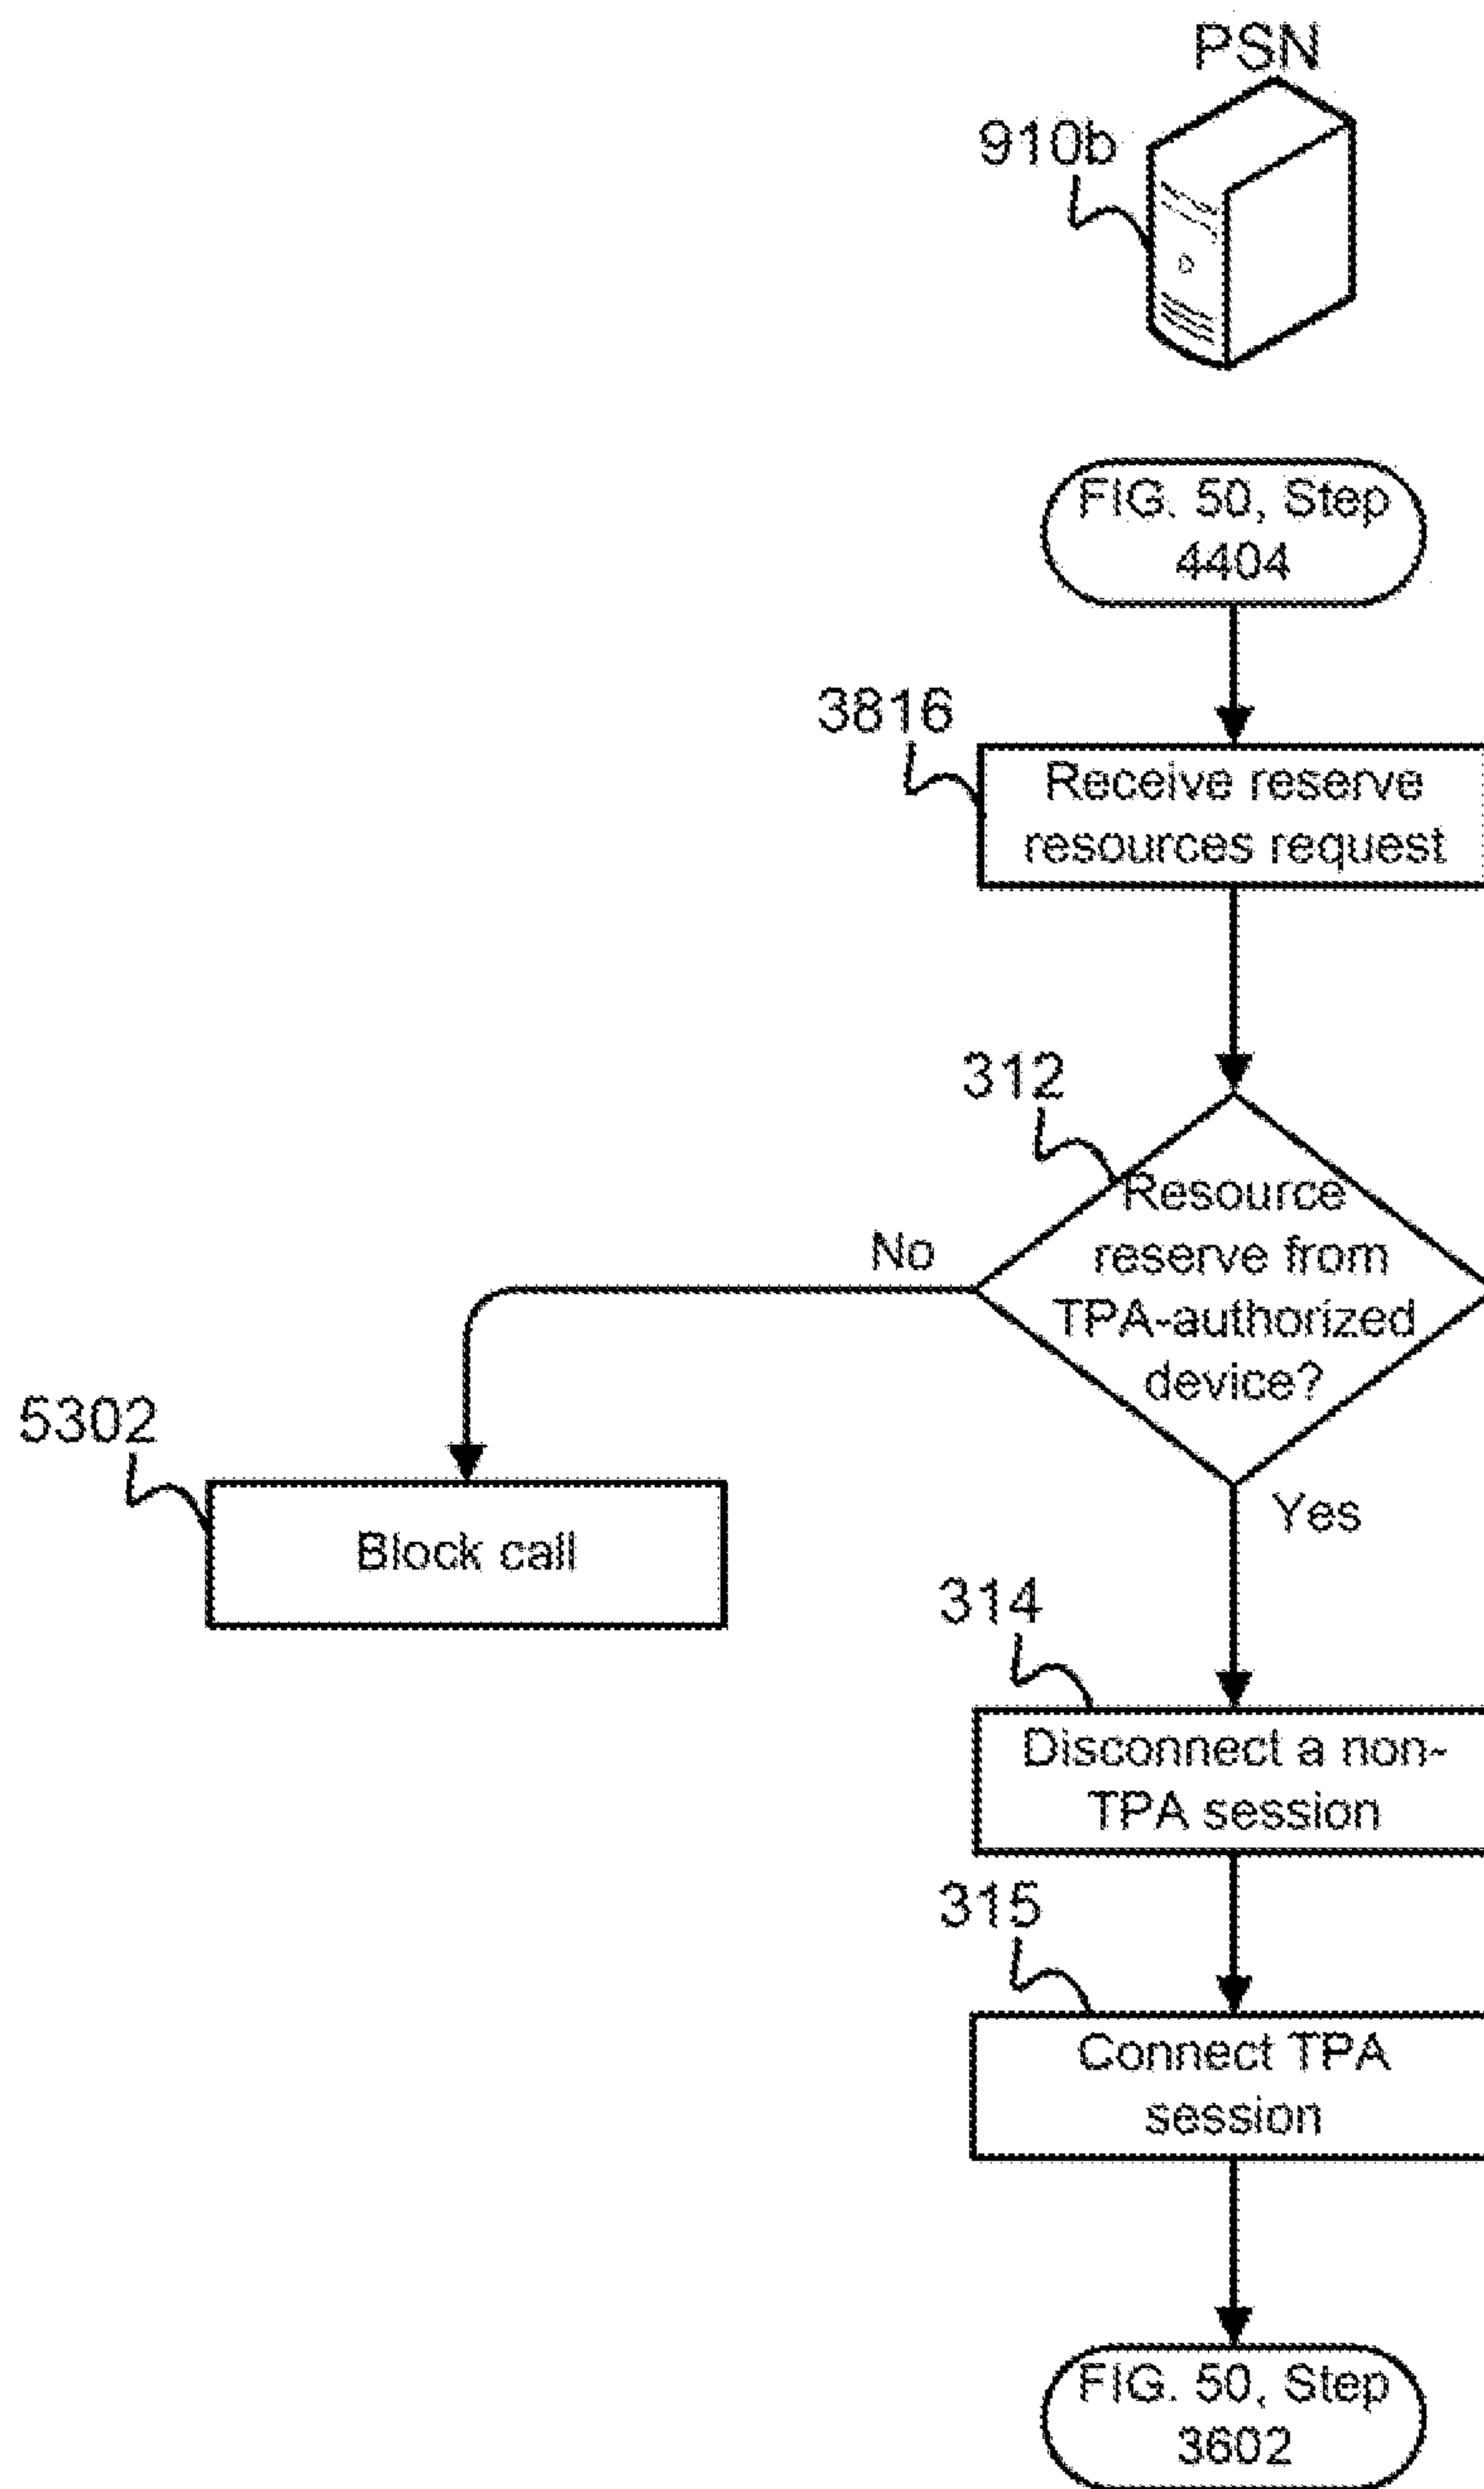 PSN
910b
FIG. 50, Step
4404
3816
Receive reserve
resources request
312
Resource
reserve from
TPA-authorized
device?
No
Yes
5302
Block call
314
Disconnect a non-
TPA session
315
Connect TPA
session
FIG. 50, Step
3602